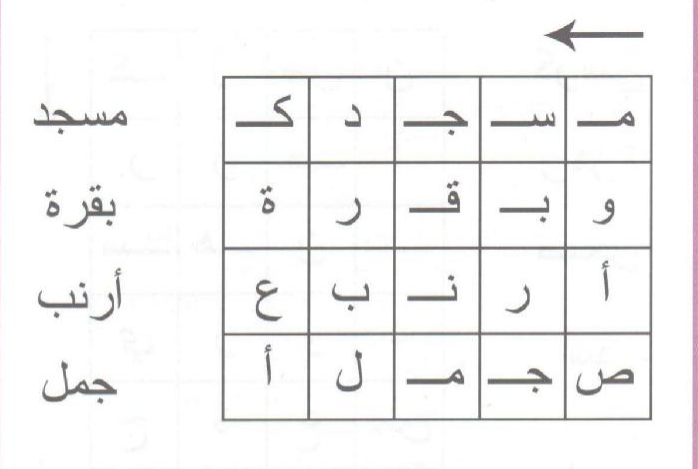 مـ سـ جـ د كـ مسجد
و بـ قـ ر ة بقرة
أ ر نـ ب ع أرنب
ص جـ مـ ل أ جمل